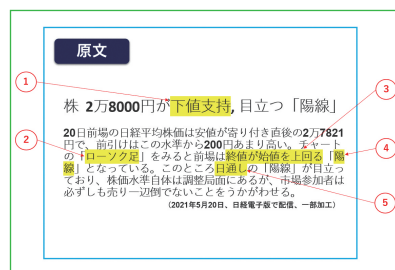 原文
①
株 2万8000円が下値支持, 目立つ「陽線」
③
20日前場の日経平均株価は安値が寄り付き直後の2万7821
②
円で、前引けはこの水準から200円あまり高い。チャート
の「ローソク足」をみると前場は終値が始値を上回る「陽
④
線」となっている。このところ日通しの「陽線」が目立っ
ており、株価水準自体は調整局面にあるが、市場参加者は
必ずしも売り一辺倒でないことをうかがわせる。
⑤
(2021年5月20日、日経電子版で配信、一部加工)